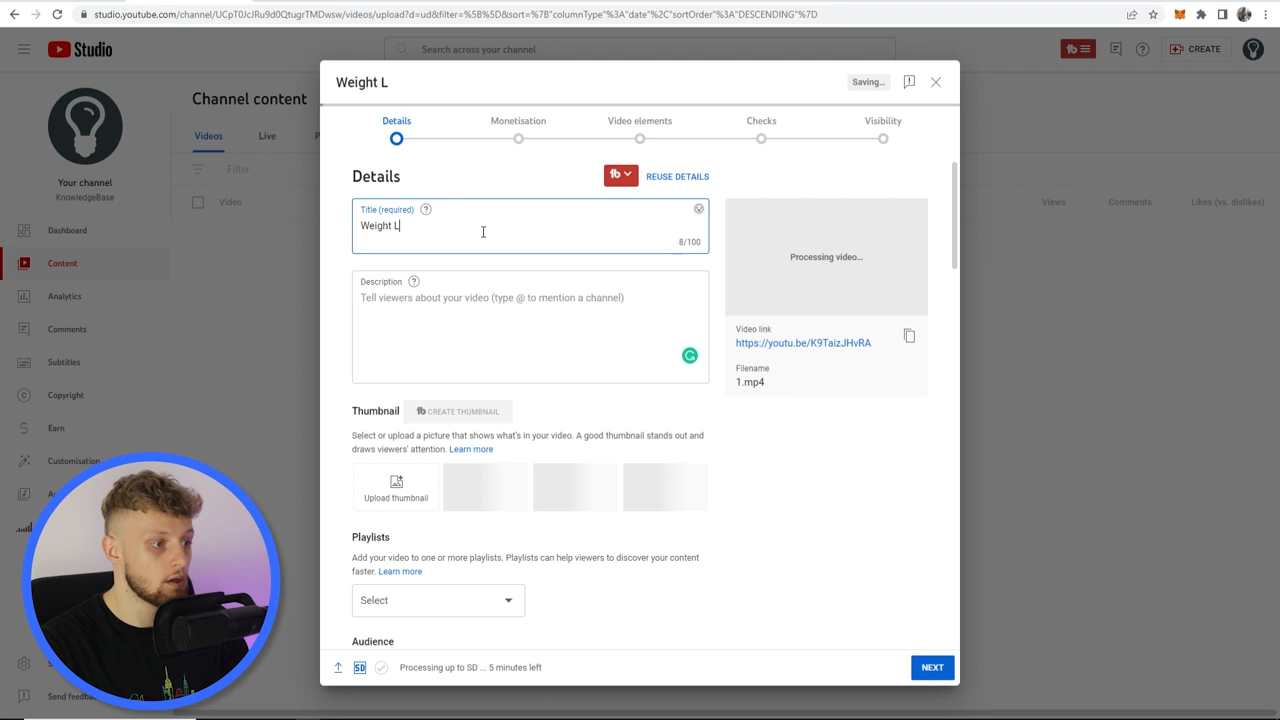 studio.youtube.com/channel/UCpT0JcJRu9d0QtugrTMDwsw/videos/upload?d=ud&filter=%5B%5D&sort=%7B"columnType"%3A"date"%2C"sortOrder"%3A"DESCENDING"%7D
Studio
Search across your channel
CREATE
Your channel
KnowledgeBase
Dashboard
Content
Analytics
Comments
Subtitles
Copyright
Earn
Customisation
Send feedback
Channel content
Videos
Live
Filter
Video
Views
Comments
Likes (vs. dislikes)
Weight L
Saving...
Details
Monetisation
Video elements
Checks
Visibility
Details
tb
REUSE DETAILS
Title (required)
Weight L
8/100
Description
Tell viewers about your video (type @ to mention a channel)
Processing video...
Video link
https://youtu.be/K9TaizJHvRA
Filename
1.mp4
Thumbnail
CREATE THUMBNAIL
Select or upload a picture that shows what's in your video. A good thumbnail stands out and
draws viewers' attention. Learn more
Upload thumbnail
Playlists
Add your video to one or more playlists. Playlists can help viewers to discover your content
faster. Learn more
Select
Audience
SD
Processing up to SD ... 5 minutes left
NEXT